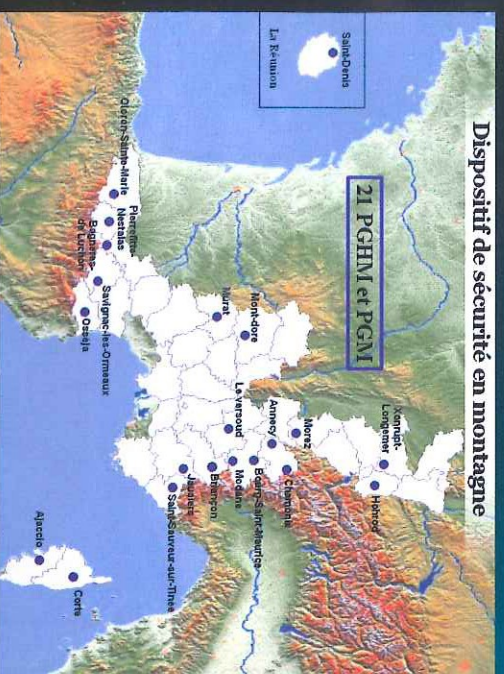 Dispositif de sécurité en montagne
Saint-Denis
La Réunion
21 PGHM et PGM
Xonrupt-
Longemer
Hohrod
Morez
Chamonix
Annecy
Bourg-Saint-Maurice
Mont-dore
Murat
Le versoud
Modane
Briançon
Jausiers
Saint-Sauveur-sur-Tinée
Oloron-Sainte-Marie
Pierrefitte-
Nestalas
Bagnères-
de Luchon
Savignac-les-Ormeaux
Osséja
Corte
Ajaccio